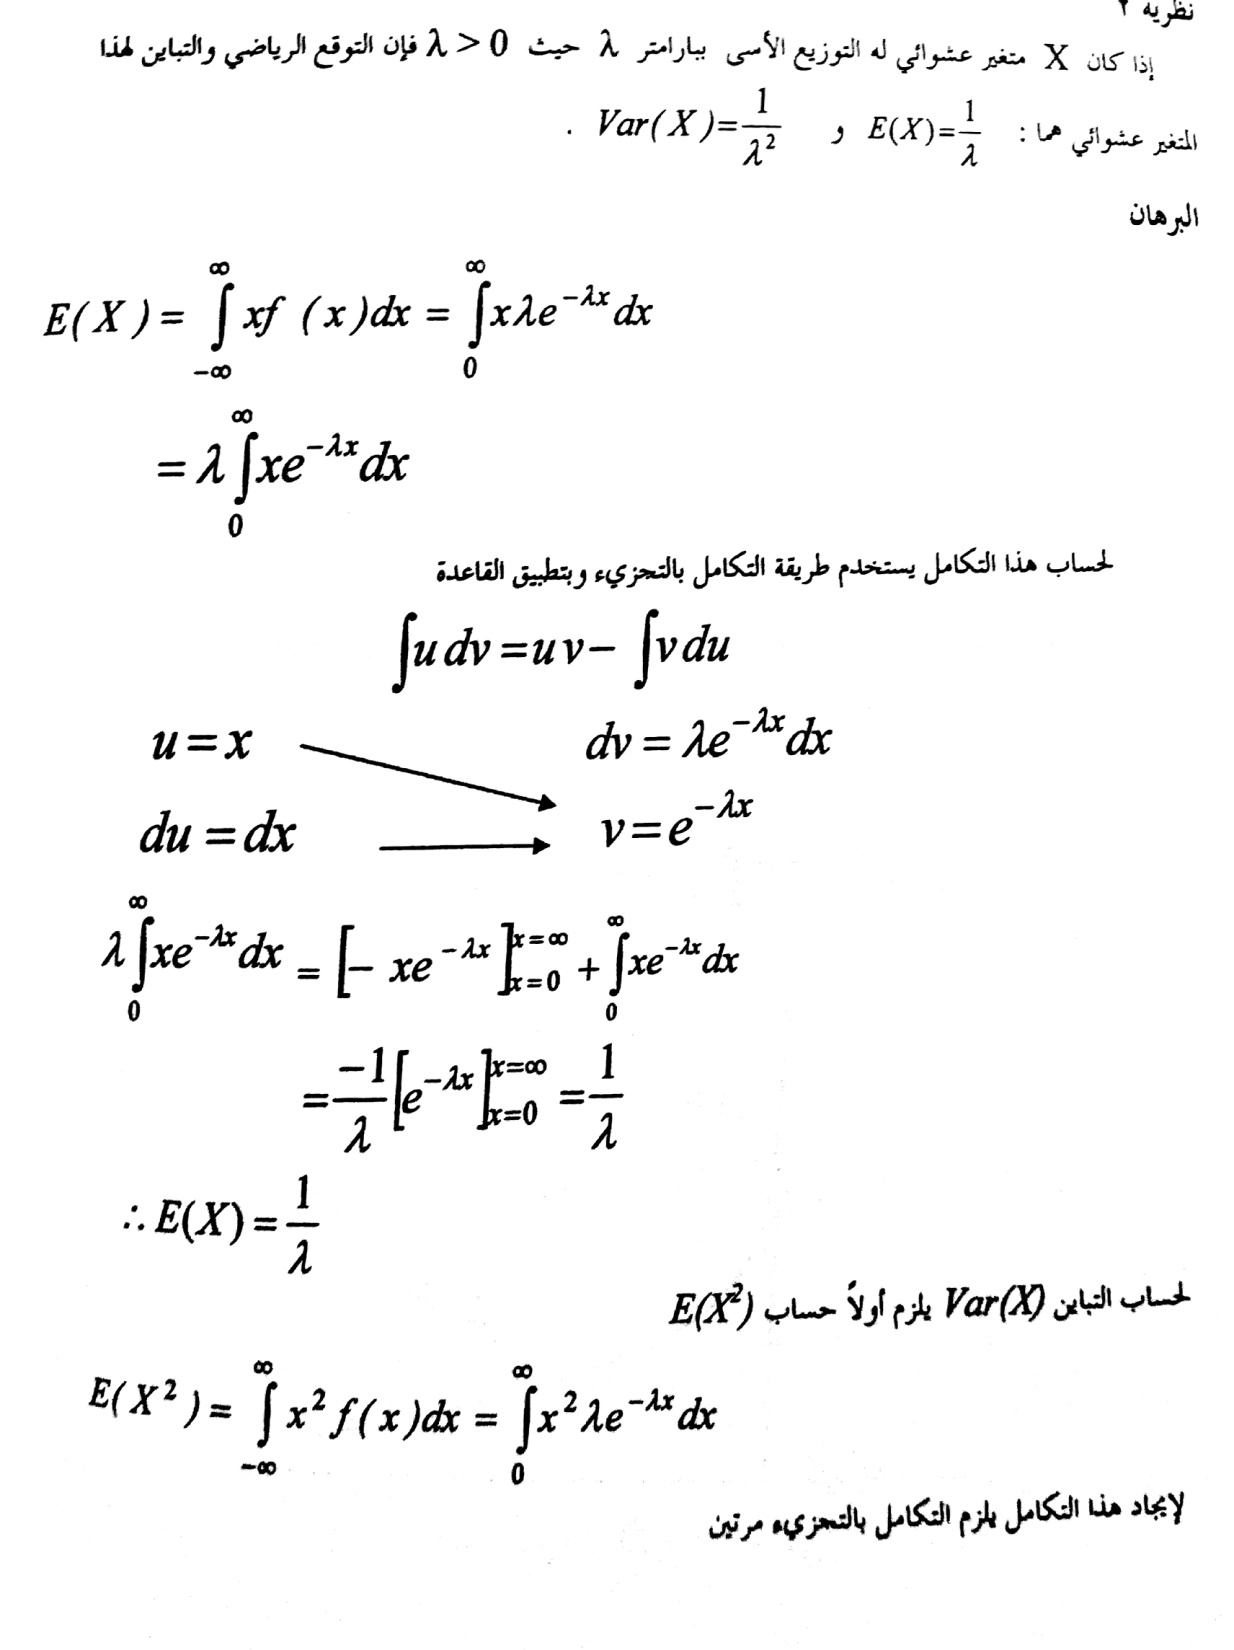 نظرية ٢
إذا كان X متغير عشوائي له التوزيع الأسى ببارامتر λ حيث λ > 0 فإن التوقع الرياضي والتباين لهذا
المتغير عشوائي هما : E(X)=1/λ و Var(X)=1/λ² .
البرهان
E(X)= ∫_{-∞}^{∞} xf (x)dx = ∫_{0}^{∞} xλe^{-λx} dx
= λ∫_{0}^{∞} xe^{-λx} dx
لحساب هذا التكامل يستخدم طريقة التكامل بالتجزيء وبتطبيق القاعدة
∫u dv = u v − ∫v du
u = x → dv = λe^{-λx} dx
du = dx → v = e^{-λx}
λ∫_{0}^{∞} xe^{-λx} dx = [− xe^{-λx}]_{x=0}^{x=∞} + ∫_{0}^{∞} xe^{-λx} dx
= -1/λ [e^{-λx}]_{x=0}^{x=∞} = 1/λ
∴ E(X) = 1/λ
لحساب التباين Var(X) يلزم أولاً حساب E(X²)
E(X²)= ∫_{-∞}^{∞} x² f(x)dx = ∫_{0}^{∞} x² λe^{-λx} dx
لإيجاد هذا التكامل يلزم التكامل بالتجزيء مرتين